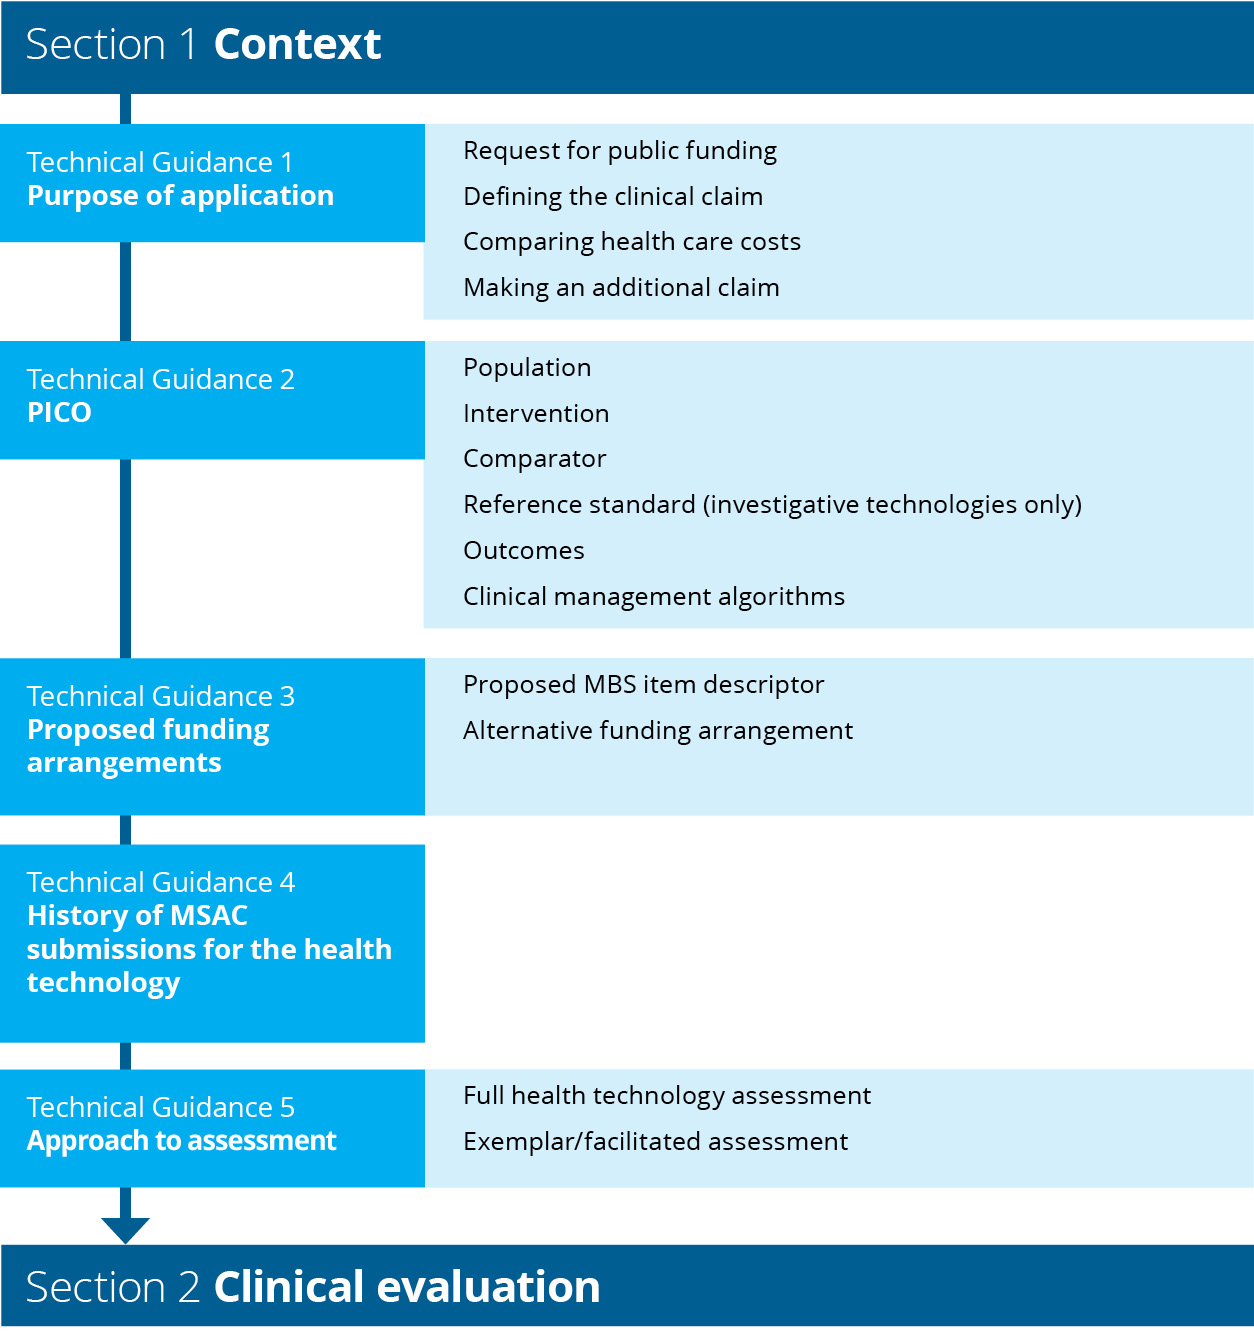 Section 1 Context
Technical Guidance 1
Purpose of application
Request for public funding
Defining the clinical claim
Comparing health care costs
Making an additional claim
Technical Guidance 2
PICO
Population
Intervention
Comparator
Reference standard (investigative technologies only)
Outcomes
Clinical management algorithms
Technical Guidance 3
Proposed funding
arrangements
Proposed MBS item descriptor
Alternative funding arrangement
Technical Guidance 4
History of MSAC
submissions for the health
technology
Technical Guidance 5
Approach to assessment
Full health technology assessment
Exemplar/facilitated assessment
Section 2 Clinical evaluation